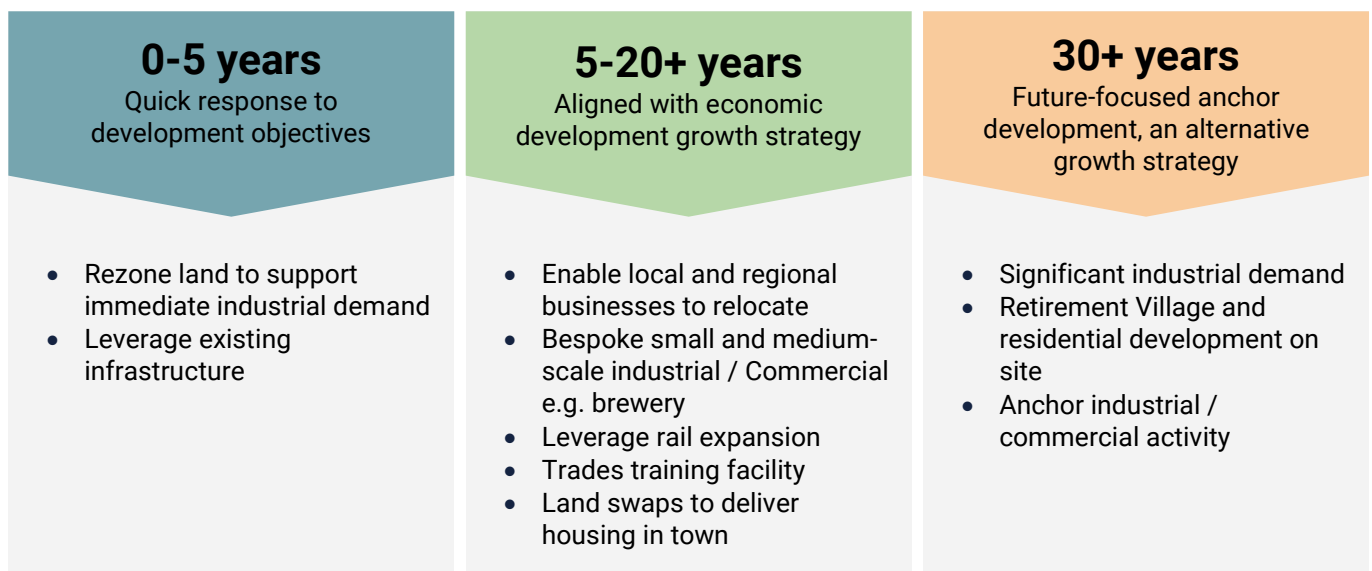 0-5 years
Quick response to
development objectives
• Rezone land to support
immediate industrial demand
• Leverage existing
infrastructure
5-20+ years
Aligned with economic
development growth strategy
• Enable local and regional
businesses to relocate
• Bespoke small and medium-
scale industrial / Commercial
e.g. brewery
• Leverage rail expansion
• Trades training facility
• Land swaps to deliver
housing in town
30+ years
Future-focused anchor
development, an alternative
growth strategy
• Significant industrial demand
• Retirement Village and
residential development on
site
• Anchor industrial /
commercial activity